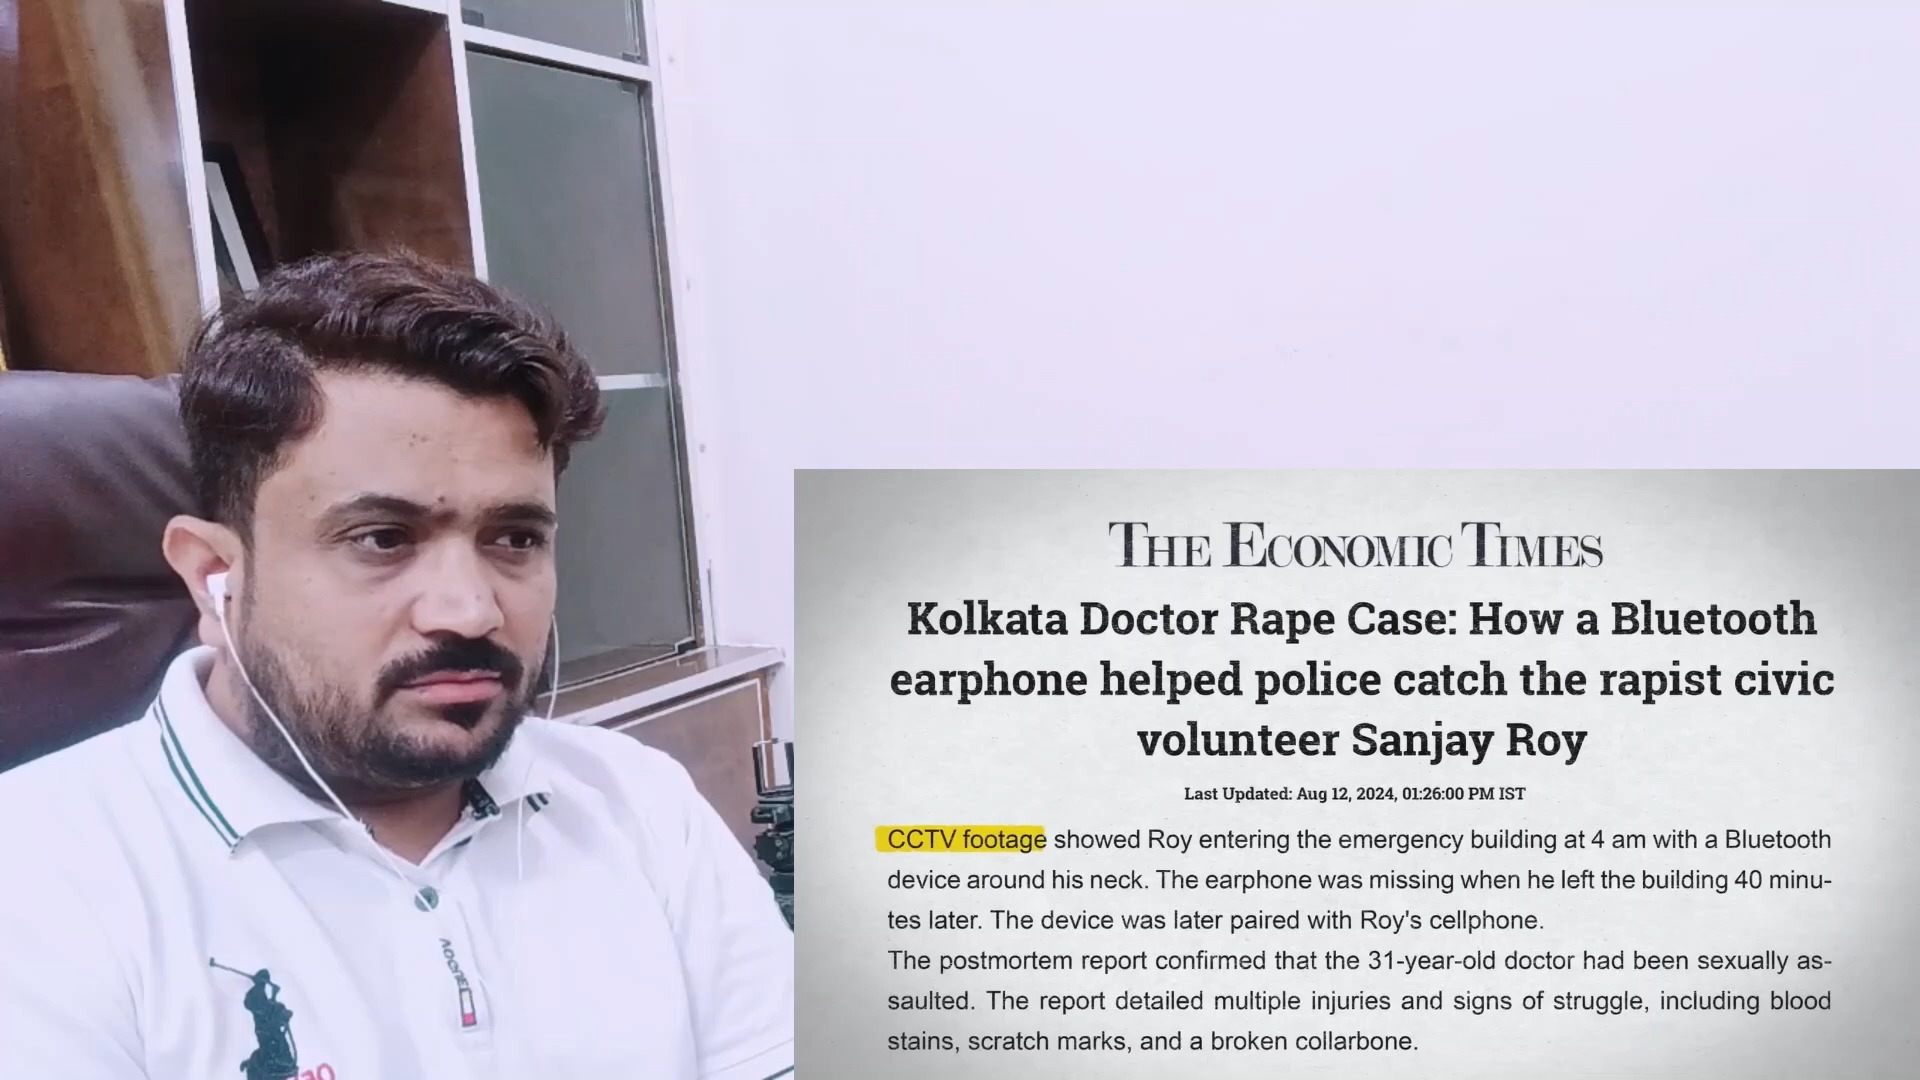 THE ECONOMIC TIMES
Kolkata Doctor Rape Case: How a Bluetooth
earphone helped police catch the rapist civic
volunteer Sanjay Roy
Last Updated: Aug 12, 2024, 01:26:00 PM IST
CCTV footage showed Roy entering the emergency building at 4 am with a Bluetooth
device around his neck. The earphone was missing when he left the building 40 minu-
tes later. The device was later paired with Roy's cellphone.
The postmortem report confirmed that the 31-year-old doctor had been sexually as-
saulted. The report detailed multiple injuries and signs of struggle, including blood
stains, scratch marks, and a broken collarbone.